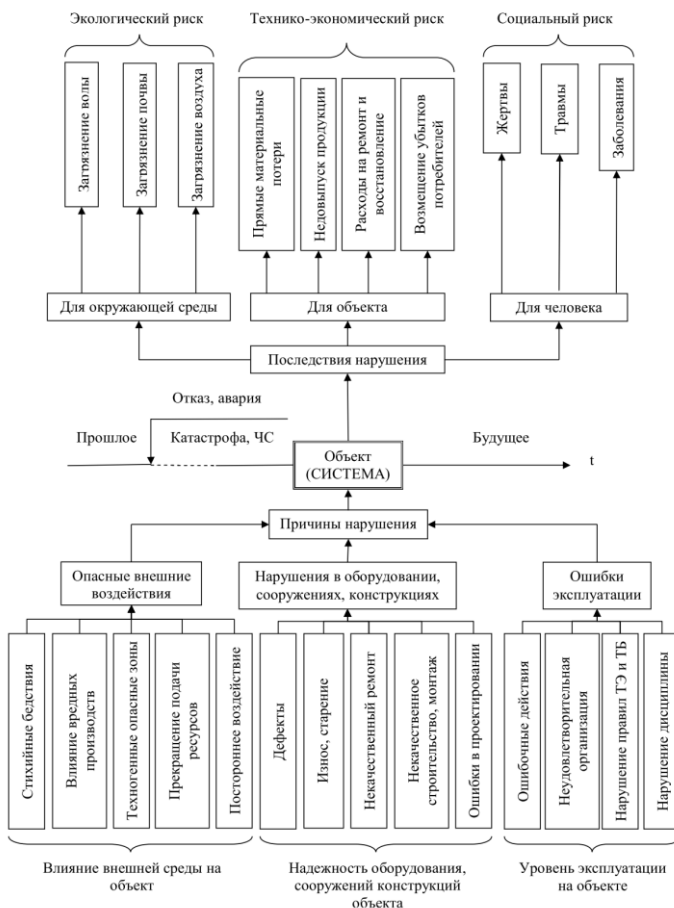 Экологический риск
Технико-экономический риск
Социальный риск
Загрязнение волы
Загрязнение почвы
Загрязнение воздуха
Прямые материальные
потери
Недовыпуск продукции
Расходы на ремонт и
восстановление
Возмещение убытков
потребителей
Жертвы
Травмы
Заболевания
Для окружающей среды
Для объекта
Для человека
Последствия нарушения
Отказ, авария
Прошлое
Катастрофа, ЧС
Объект
(СИСТЕМА)
Будущее
t
Причины нарушения
Опасные внешние
воздействия
Нарушения в оборудовании,
сооружениях, конструкциях
Ошибки
эксплуатации
Стихийные бедствия
Влияние вредных
производств
Техногенные опасные зоны
Прекращение подачи
ресурсов
Постороннее воздействие
Дефекты
Износ, старение
Некачественный ремонт
Некачественное
строительство, монтаж
Ошибки в проектировании
Ошибочные действия
Неудовлетворительная
организация
Нарушение правил ТЭ и ТБ
Нарушение дисциплины
Влияние внешней среды на
объект
Надежность оборудования,
сооружений конструкций
объекта
Уровень эксплуатации
на объекте